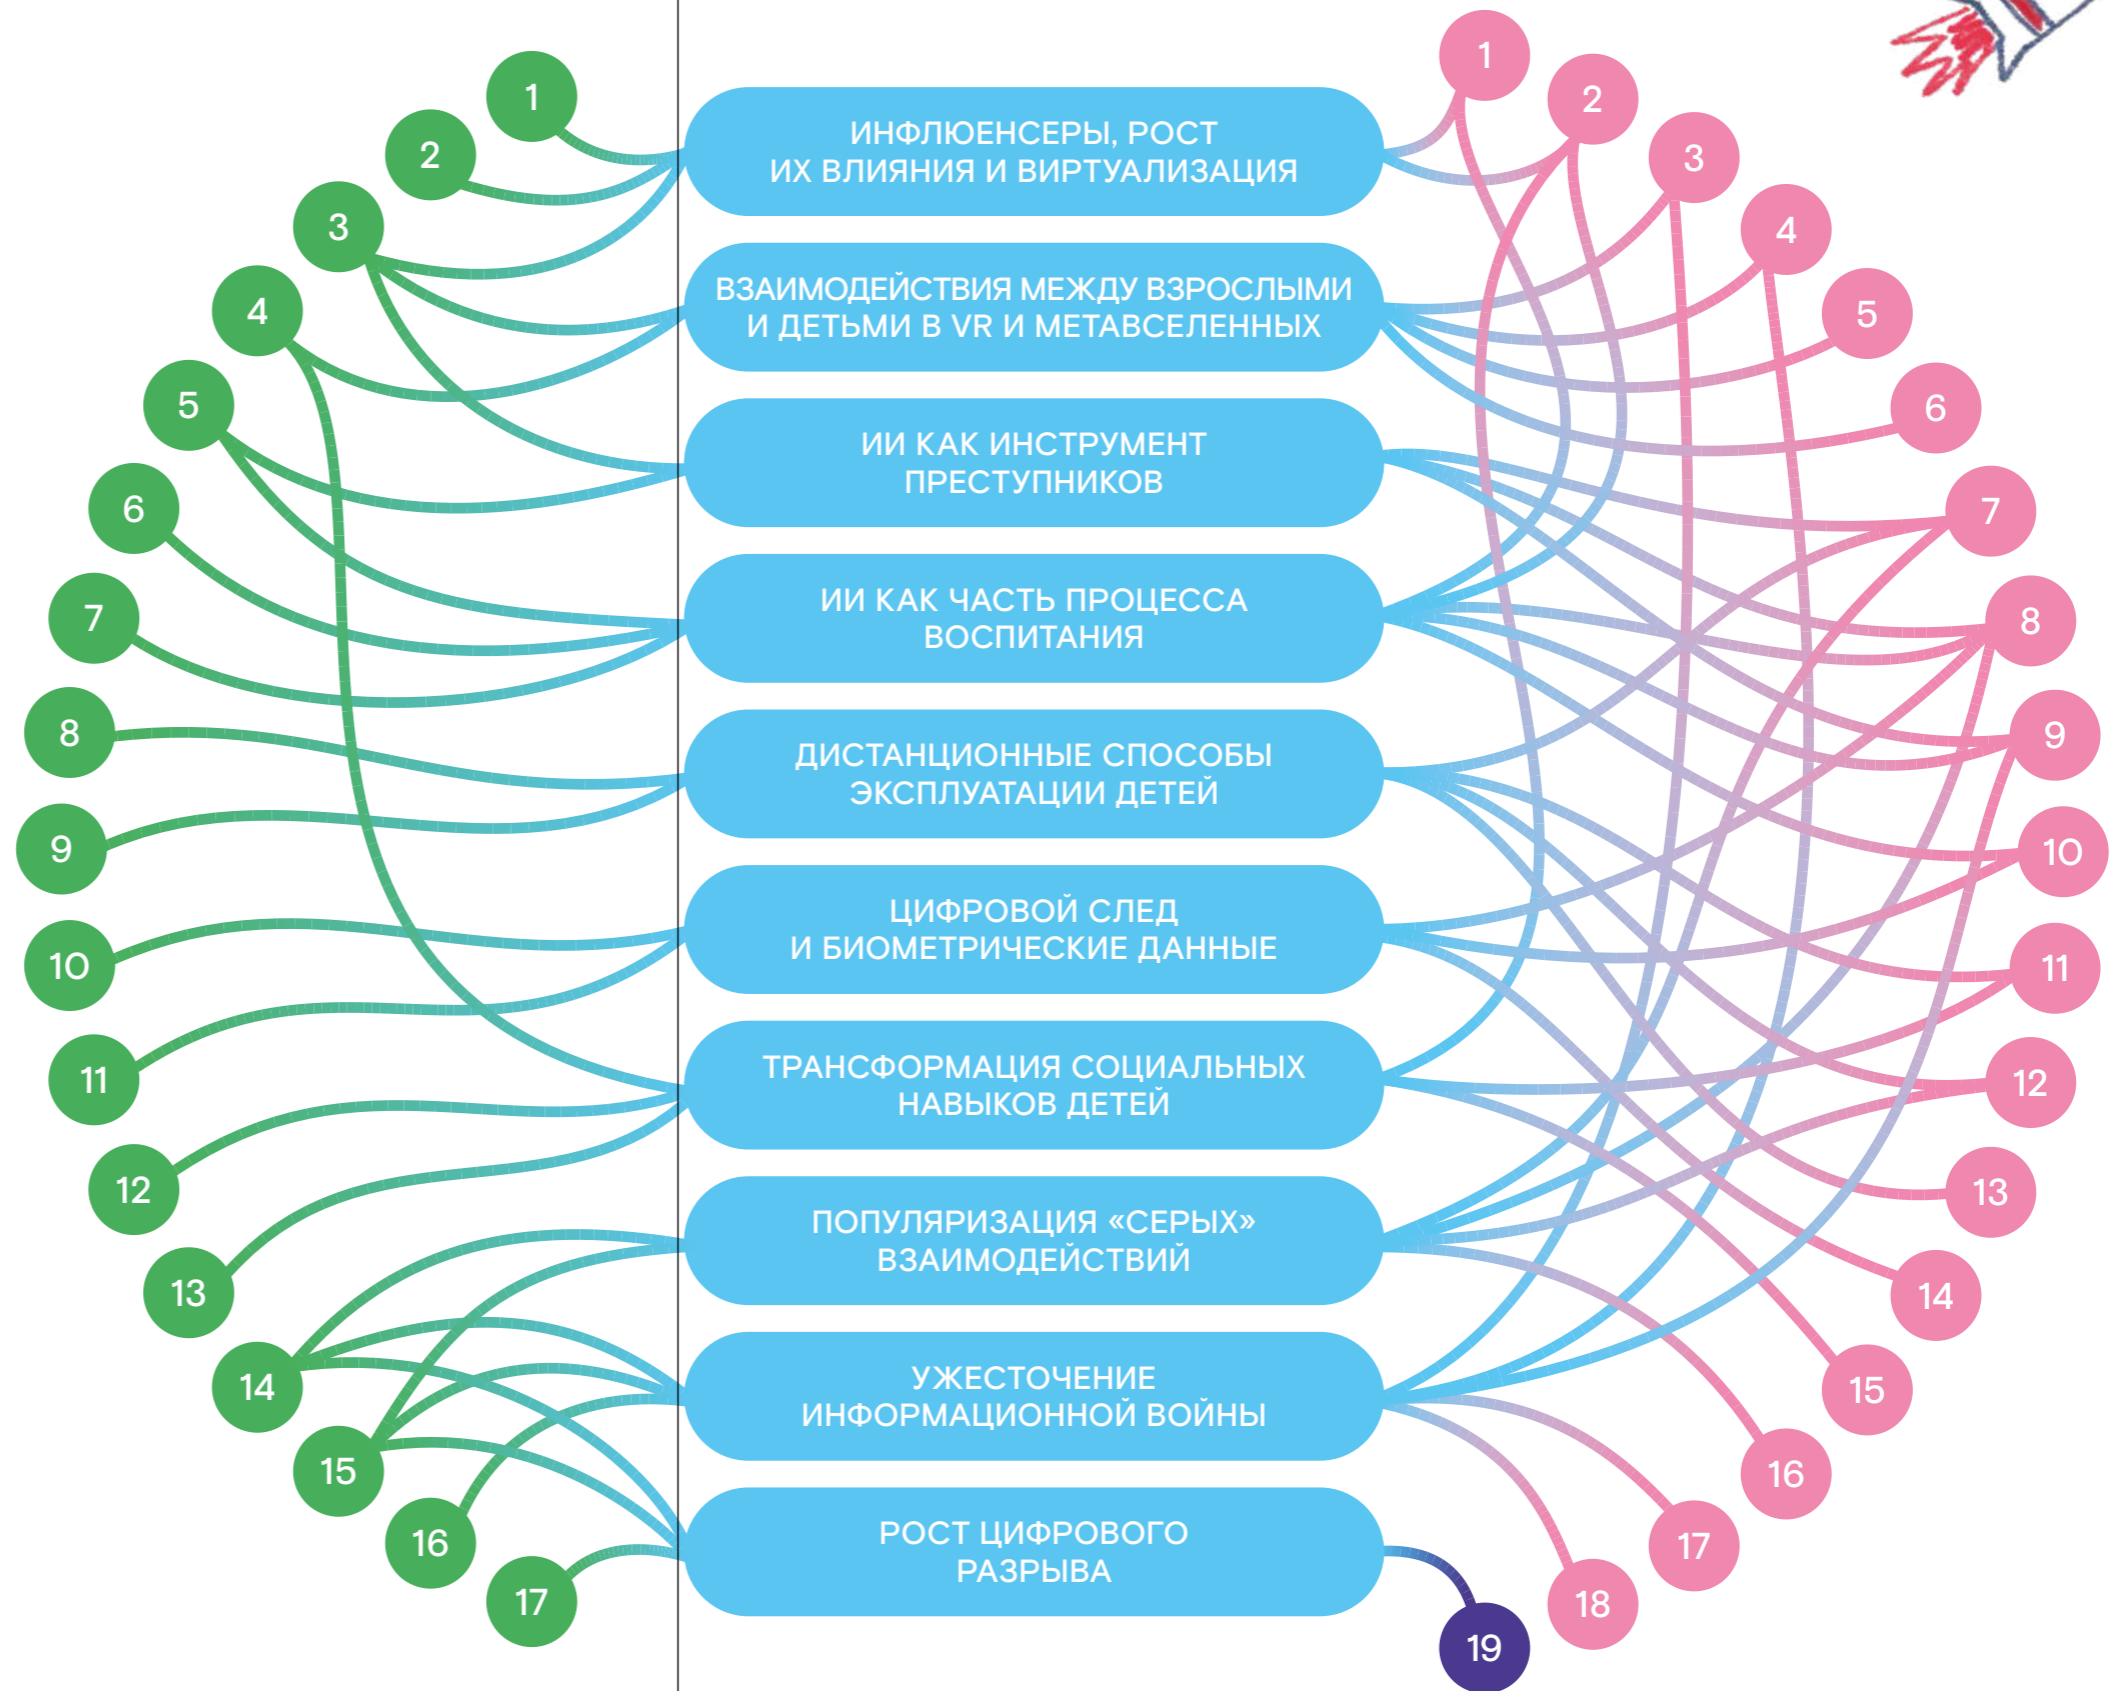 1
2
3
4
5
6
7
8
9
10
11
12
13
14
15
16
17
ИНФЛЮЕНСЕРЫ, РОСТ
ИХ ВЛИЯНИЯ И ВИРТУАЛИЗАЦИЯ
ВЗАИМОДЕЙСТВИЯ МЕЖДУ ВЗРОСЛЫМИ
И ДЕТЬМИ В VR И МЕТАВСЕЛЕННЫХ
ИИ КАК ИНСТРУМЕНТ
ПРЕСТУПНИКОВ
ИИ КАК ЧАСТЬ ПРОЦЕССА
ВОСПИТАНИЯ
ДИСТАНЦИОННЫЕ СПОСОБЫ
ЭКСПЛУАТАЦИИ ДЕТЕЙ
ЦИФРОВОЙ СЛЕД
И БИОМЕТРИЧЕСКИЕ ДАННЫЕ
ТРАНСФОРМАЦИЯ СОЦИАЛЬНЫХ
НАВЫКОВ ДЕТЕЙ
ПОПУЛЯРИЗАЦИЯ «СЕРЫХ»
ВЗАИМОДЕЙСТВИЙ
УЖЕСТОЧЕНИЕ
ИНФОРМАЦИОННОЙ ВОЙНЫ
РОСТ ЦИФРОВОГО
РАЗРЫВА
1
2
3
4
5
6
7
8
9
10
11
12
13
14
15
16
17
18
19